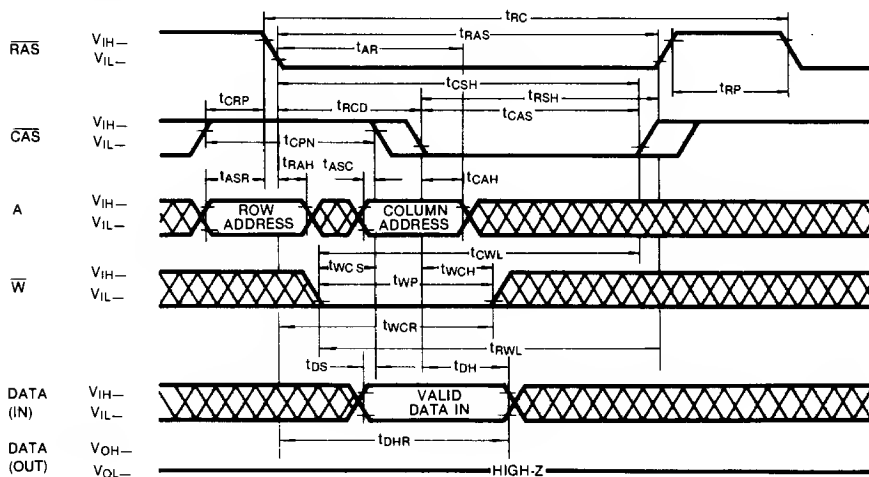 tRC
RAS VIH— tRAS
VIL— tAR
tCSH
tCRP tRCD tRSH tRP
CAS VIH— tCAS
VIL— tCPN
tASR tRAH tASC tCAH
A VIH— ROW ADDRESS COLUMN ADDRESS
VIL—
tCWL
W VIH— tWCS tWCH
VIL— tWP
tWCR
tRWL
tDS tDH
DATA (IN) VIH— VALID DATA IN
VIL—
tDHR
DATA (OUT) VOH—
VOL— HIGH-Z